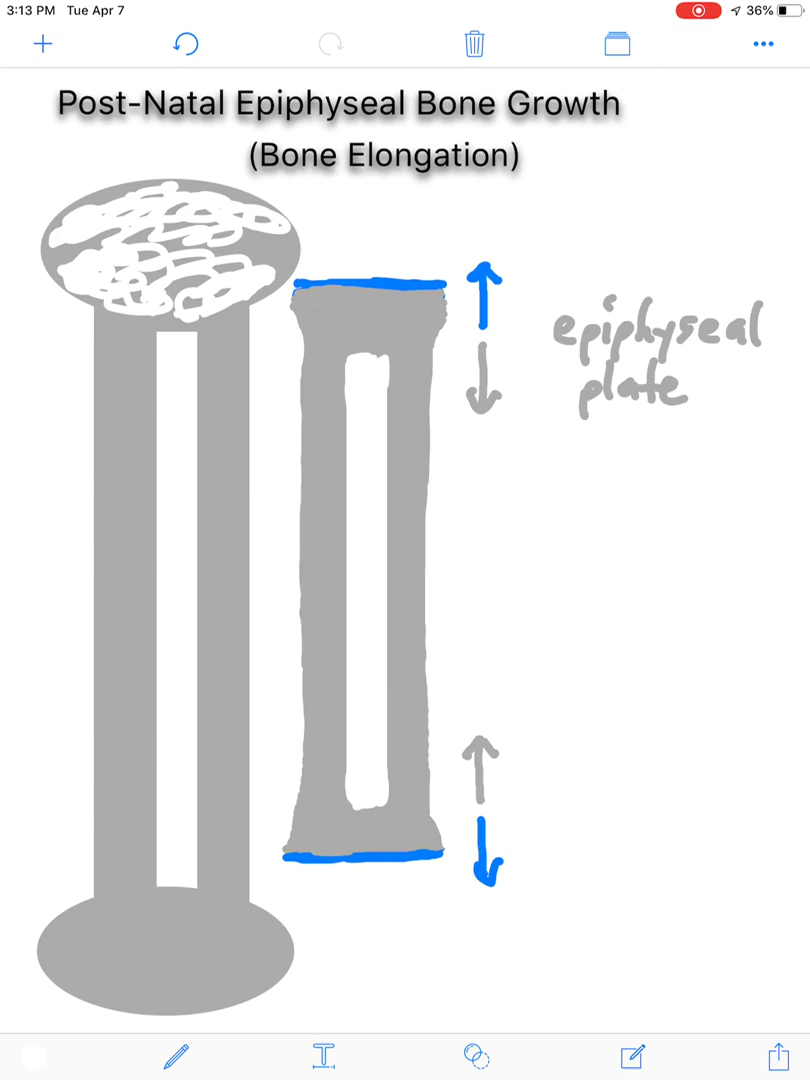 3:13 PM Tue Apr 7
36%
Post-Natal Epiphyseal Bone Growth
(Bone Elongation)
epiphyseal
plate
T